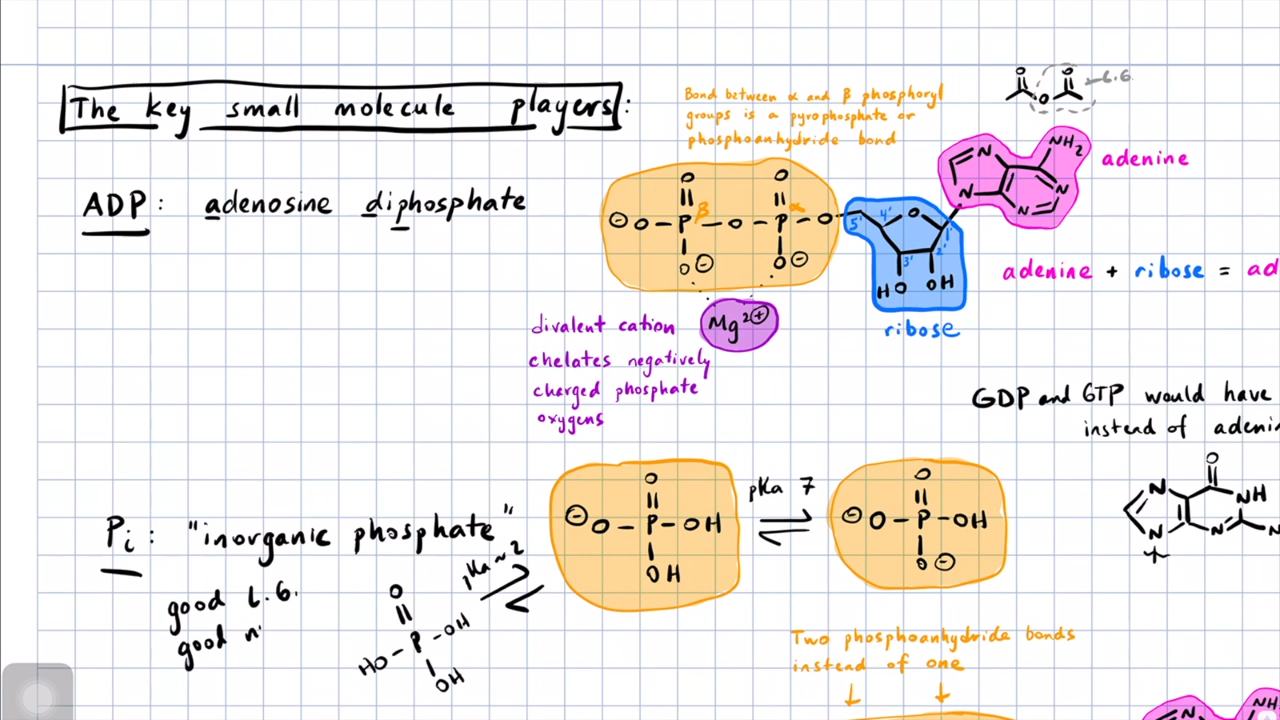 The key small molecule players:
Bond between α and β phosphoryl
groups is a pyrophosphate or
phosphoanhydride bond
O O
O
L.G.
ADP: adenosine diphosphate
O O
⊖ O - P β - O - P α - O
O ⊖ O ⊖
5' 4' O 1'
3' 2'
HO OH
ribose
N NH2
N N
N
adenine
adenine + ribose = ad
Mg2⊕
divalent cation
chelates negatively
charged phosphate
oxygens
GDP and GTP would have
instead of adeni
O
N NH
N N N
Pi: "inorganic phosphate"
good L.G.
good n
O
HO - P - OH
OH
pKa ~ 2
O
⊖ O - P - OH
OH
pKa 7
O
⊖ O - P - OH
O ⊖
Two phosphoanhydride bonds
instead of one
N NH